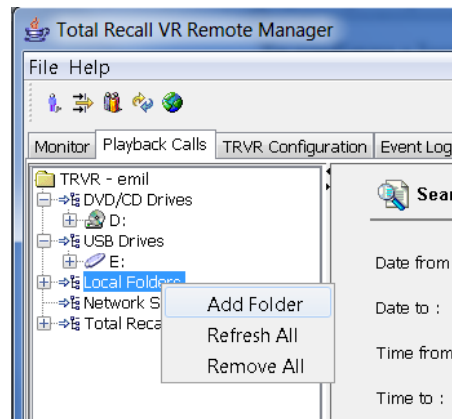 Total Recall VR Remote Manager
File Help
Monitor Playback Calls TRVR Configuration Event Log
TRVR - emil
DVD/CD Drives
D:
USB Drives
E:
Local Folders
Network S
Total Reca
Add Folder
Refresh All
Remove All
Sear
Date from
Date to :
Time from
Time to :